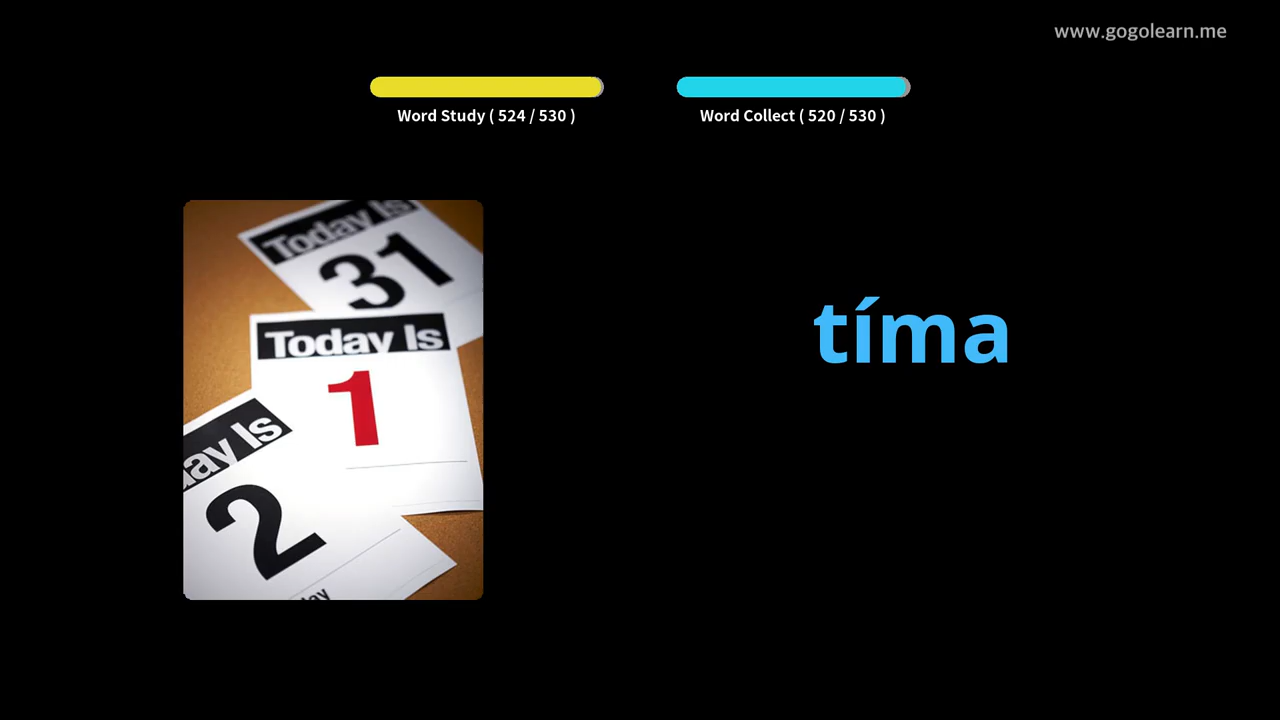 www.gogolearn.me
Word Study ( 524 / 530 )
Word Collect ( 520 / 530 )
Today Is
31
Today Is
1
ay Is
2
tíma